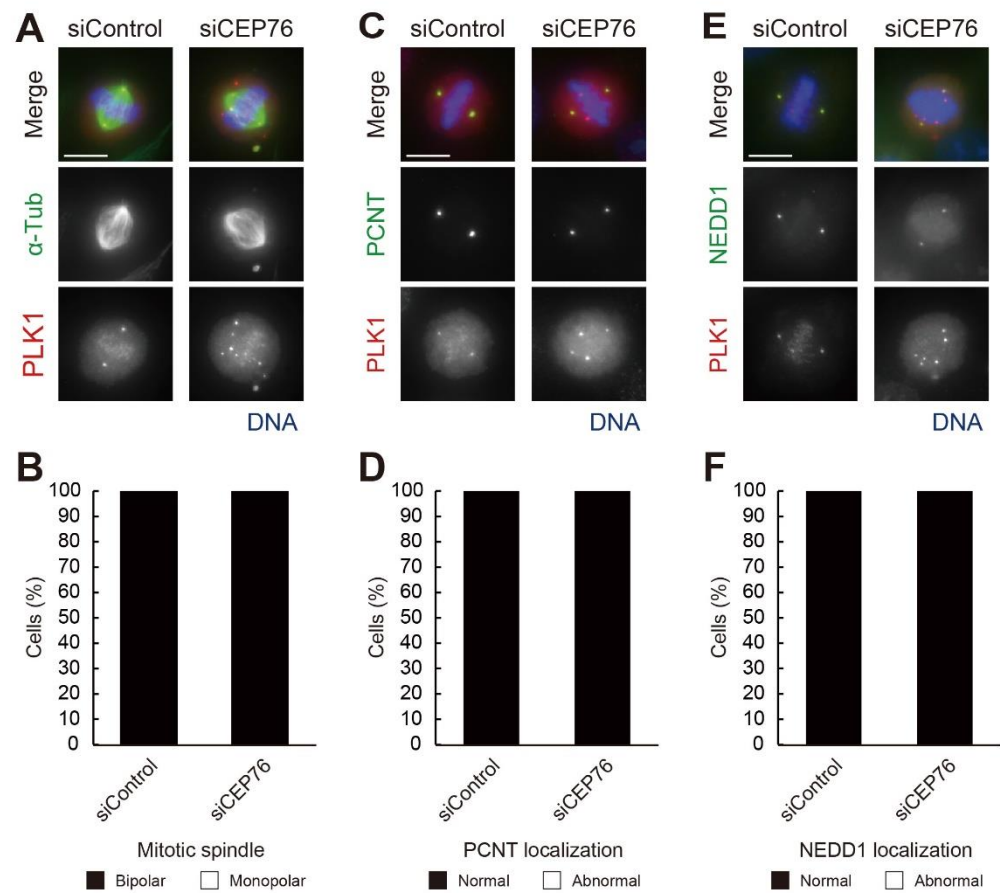 A
siControl siCEP76
Merge
α-Tub
PLK1
DNA
C
siControl siCEP76
Merge
PCNT
PLK1
DNA
E
siControl siCEP76
Merge
NEDD1
PLK1
DNA
B
Cells (%)
100
90
80
70
60
50
40
30
20
10
0
siControl
siCEP76
Mitotic spindle
Bipolar Monopolar
D
Cells (%)
100
90
80
70
60
50
40
30
20
10
0
siControl
siCEP76
PCNT localization
Normal Abnormal
F
Cells (%)
100
90
80
70
60
50
40
30
20
10
0
siControl
siCEP76
NEDD1 localization
Normal Abnormal